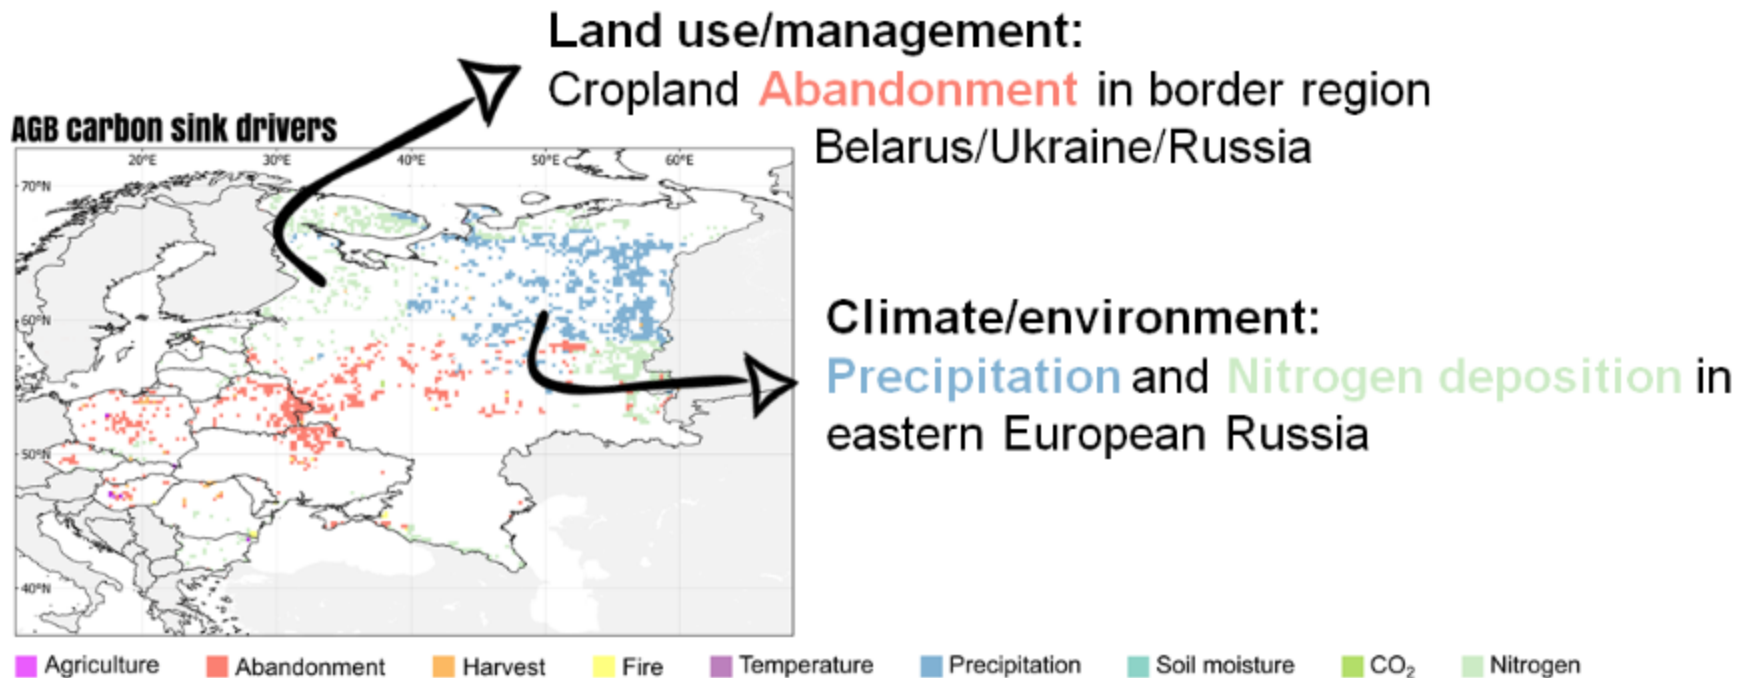 Land use/management:
Cropland Abandonment in border region
Belarus/Ukraine/Russia
AGB carbon sink drivers
20°E 30°E 40°E 50°E 60°E
70°N
60°N
50°N
40°N
Climate/environment:
Precipitation and Nitrogen deposition in
eastern European Russia
Agriculture Abandonment Harvest Fire Temperature Precipitation Soil moisture CO₂ Nitrogen